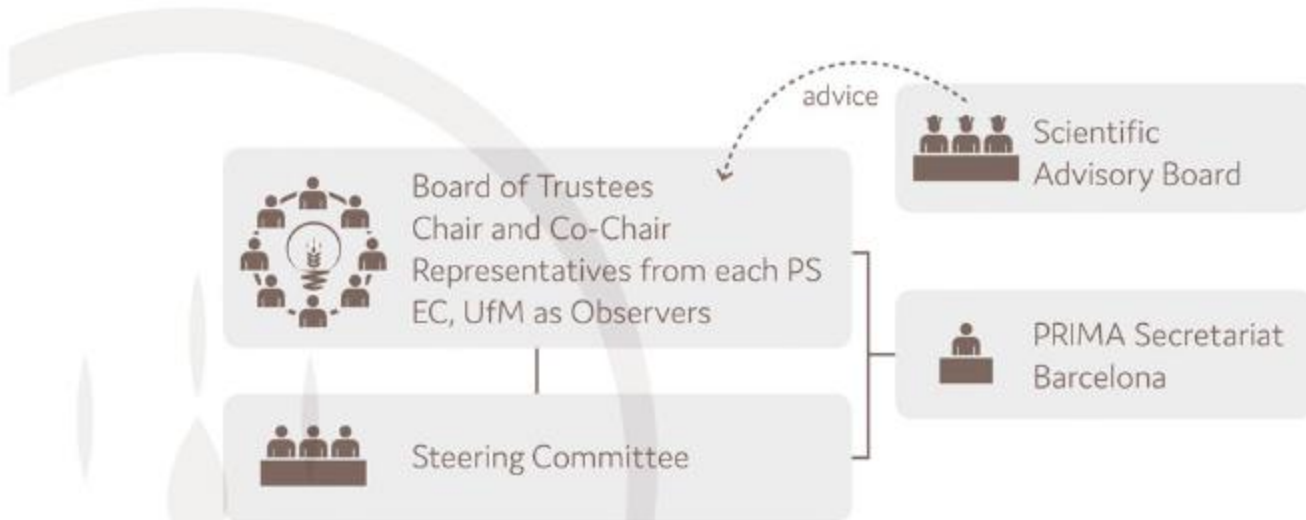 advice
Scientific
Advisory Board
Board of Trustees
Chair and Co-Chair
Representatives from each PS
EC, UfM as Observers
PRIMA Secretariat
Barcelona
Steering Committee